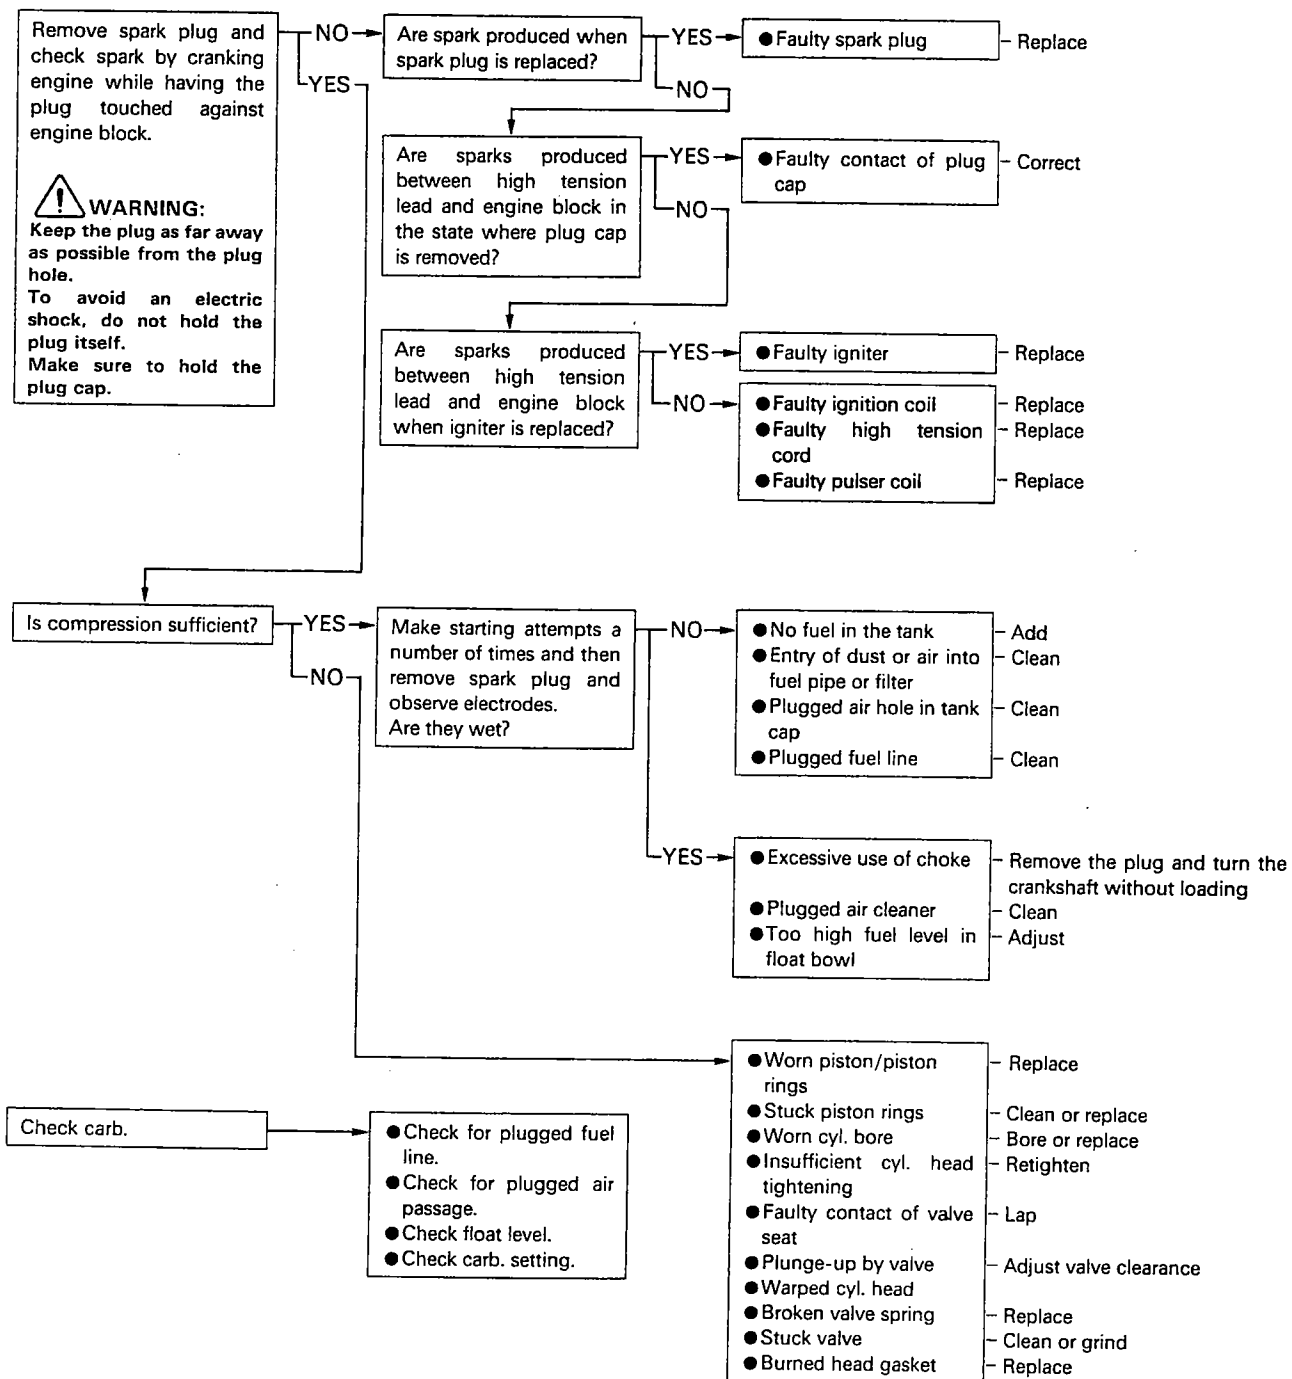 Remove spark plug and
check spark by cranking
engine while having the
plug touched against
engine block.
WARNING:
Keep the plug as far away
as possible from the plug
hole.
To avoid an electric
shock, do not hold the
plug itself.
Make sure to hold the
plug cap.
NO
YES
Are spark produced when
spark plug is replaced?
YES
NO
● Faulty spark plug
– Replace
Are sparks produced
between high tension
lead and engine block in
the state where plug cap
is removed?
YES
NO
● Faulty contact of plug
cap
– Correct
Are sparks produced
between high tension
lead and engine block
when igniter is replaced?
YES
NO
● Faulty igniter
– Replace
● Faulty ignition coil
– Replace
● Faulty high tension
cord
– Replace
● Faulty pulser coil
– Replace
Is compression sufficient?
YES
NO
Make starting attempts a
number of times and then
remove spark plug and
observe electrodes.
Are they wet?
NO
● No fuel in the tank
– Add
● Entry of dust or air into
fuel pipe or filter
– Clean
● Plugged air hole in tank
cap
– Clean
● Plugged fuel line
– Clean
YES
● Excessive use of choke
– Remove the plug and turn the
crankshaft without loading
● Plugged air cleaner
– Clean
● Too high fuel level in
float bowl
– Adjust
● Worn piston/piston
rings
– Replace
● Stuck piston rings
– Clean or replace
● Worn cyl. bore
– Bore or replace
● Insufficient cyl. head
tightening
– Retighten
● Faulty contact of valve
seat
– Lap
● Plunge-up by valve
– Adjust valve clearance
● Warped cyl. head
● Broken valve spring
– Replace
● Stuck valve
– Clean or grind
● Burned head gasket
– Replace
Check carb.
● Check for plugged fuel
line.
● Check for plugged air
passage.
● Check float level.
● Check carb. setting.